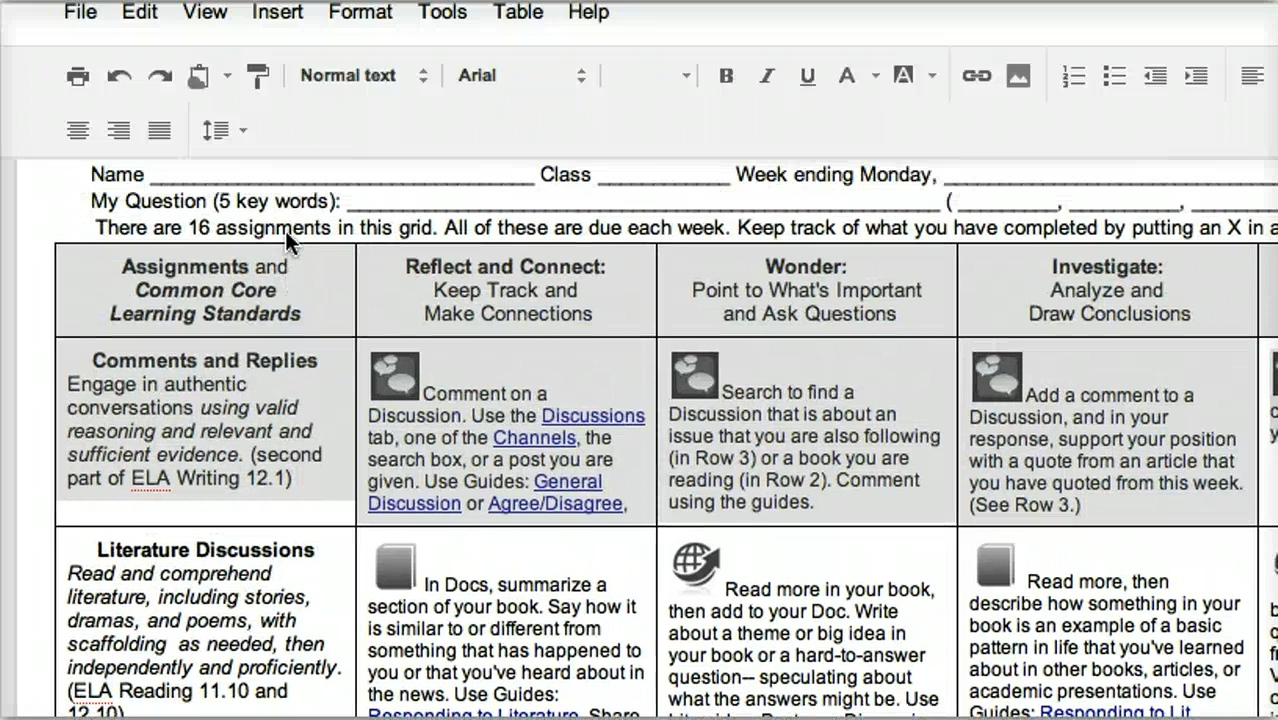 File Edit View Insert Format Tools Table Help
Normal text Arial B I U A A
Name Class Week ending Monday,
My Question (5 key words): ( , ,
There are 16 assignments in this grid. All of these are due each week. Keep track of what you have completed by putting an X in a
Assignments and
Common Core
Learning Standards
Reflect and Connect:
Keep Track and
Make Connections
Wonder:
Point to What's Important
and Ask Questions
Investigate:
Analyze and
Draw Conclusions
Comments and Replies
Engage in authentic
conversations using valid
reasoning and relevant and
sufficient evidence. (second
part of ELA Writing 12.1)
Comment on a
Discussion. Use the Discussions
tab, one of the Channels, the
search box, or a post you are
given. Use Guides: General
Discussion or Agree/Disagree,
Search to find a
Discussion that is about an
issue that you are also following
(in Row 3) or a book you are
reading (in Row 2). Comment
using the guides.
Add a comment to a
Discussion, and in your
response, support your position
with a quote from an article that
you have quoted from this week.
(See Row 3.)
Literature Discussions
Read and comprehend
literature, including stories,
dramas, and poems, with
scaffolding as needed, then
independently and proficiently.
(ELA Reading 11.10 and
12.10)
In Docs, summarize a
section of your book. Say how it
is similar to or different from
something that has happened to
you or that you've heard about in
the news. Use Guides:
Responding to Literature. Share
Read more in your book,
then add to your Doc. Write
about a theme or big idea in
your book or a hard-to-answer
question-- speculating about
what the answers might be. Use
Read more, then
describe how something in your
book is an example of a basic
pattern in life that you've learned
about in other books, articles, or
academic presentations. Use
Guides: Responding to Lit